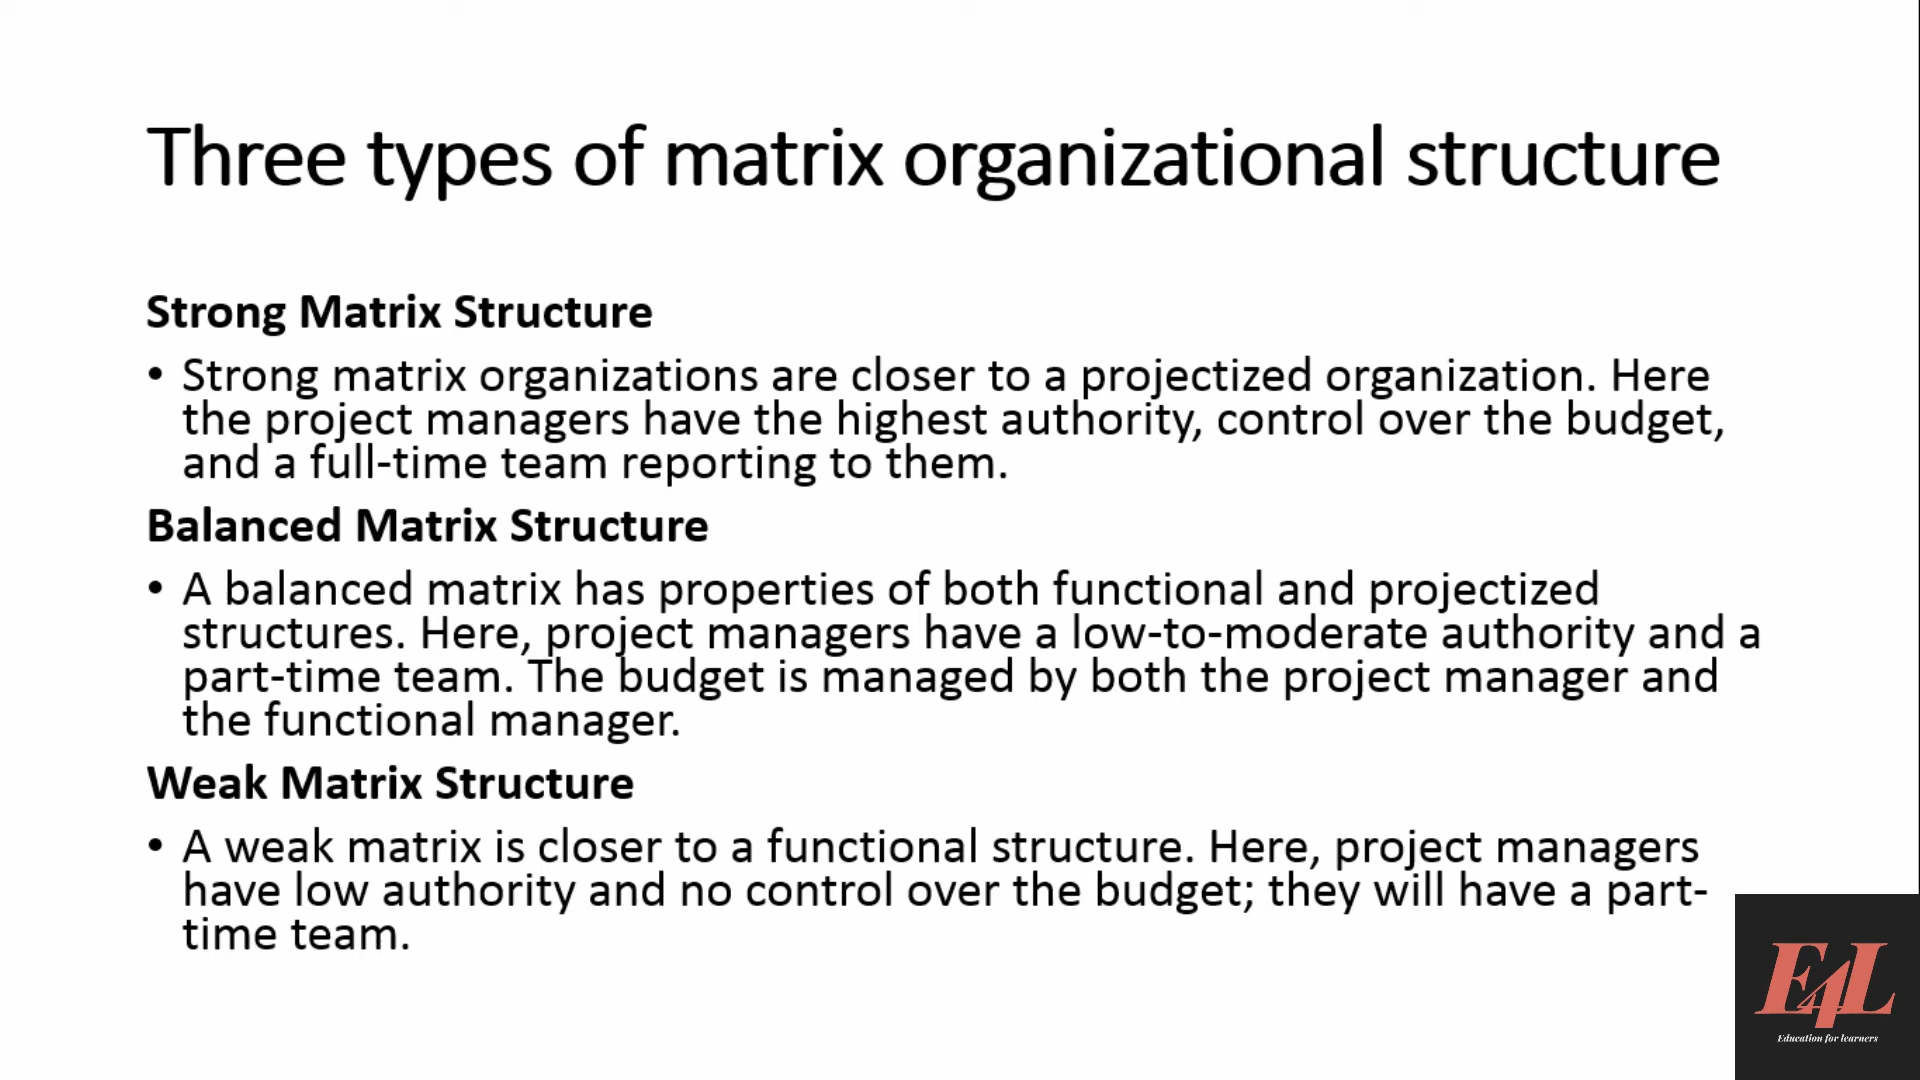 Three types of matrix organizational structure
Strong Matrix Structure
• Strong matrix organizations are closer to a projectized organization. Here
the project managers have the highest authority, control over the budget,
and a full-time team reporting to them.
Balanced Matrix Structure
• A balanced matrix has properties of both functional and projectized
structures. Here, project managers have a low-to-moderate authority and a
part-time team. The budget is managed by both the project manager and
the functional manager.
Weak Matrix Structure
• A weak matrix is closer to a functional structure. Here, project managers
have low authority and no control over the budget; they will have a part-
time team.
E4L
Education for learners